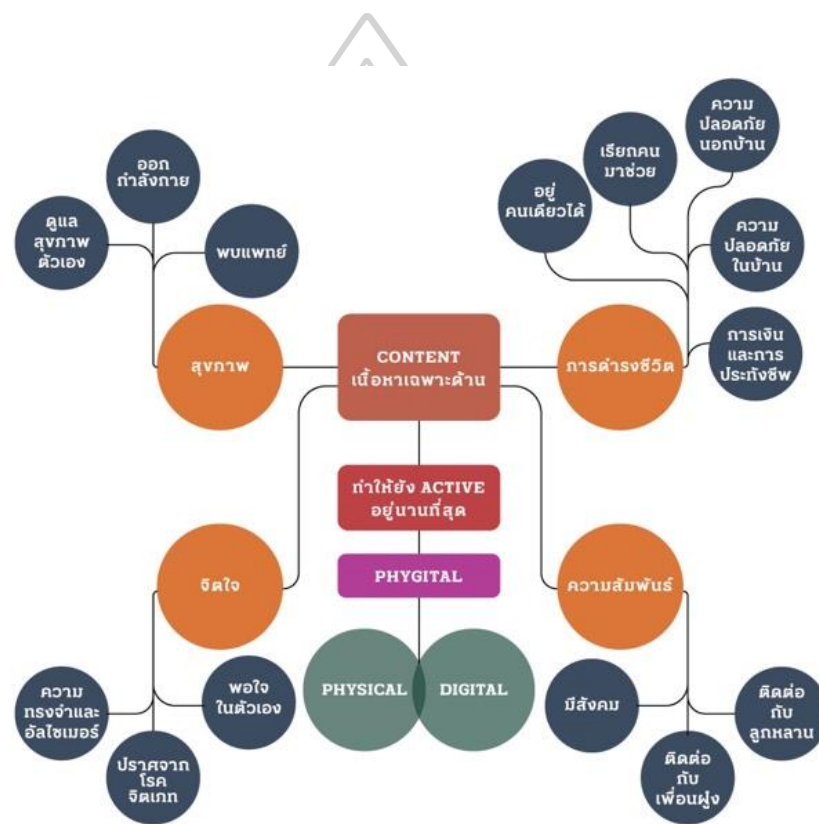 ออก
กำลังกาย
ดูแล
สุขภาพ
ตัวเอง
พบแพทย์
สุขภาพ
CONTENT
เนื้อหาเฉพาะด้าน
การดำรงชีวิต
อยู่
คนเดียวได้
เรียกคน
มาช่วย
ความ
ปลอดภัย
นอกบ้าน
ความ
ปลอดภัย
ในบ้าน
การเงิน
และการ
ประทังชีพ
ทำให้ยัง ACTIVE
อยู่นานที่สุด
PHYGITAL
PHYSICAL
DIGITAL
จิตใจ
ความ
ทรงจำและ
อัลไซเมอร์
ปราศจาก
โรค
จิตเภท
พอใจ
ในตัวเอง
ความสัมพันธ์
มีสังคม
ติดต่อ
กับ
เพื่อนฝูง
ติดต่อ
กับ
ลูกหลาน